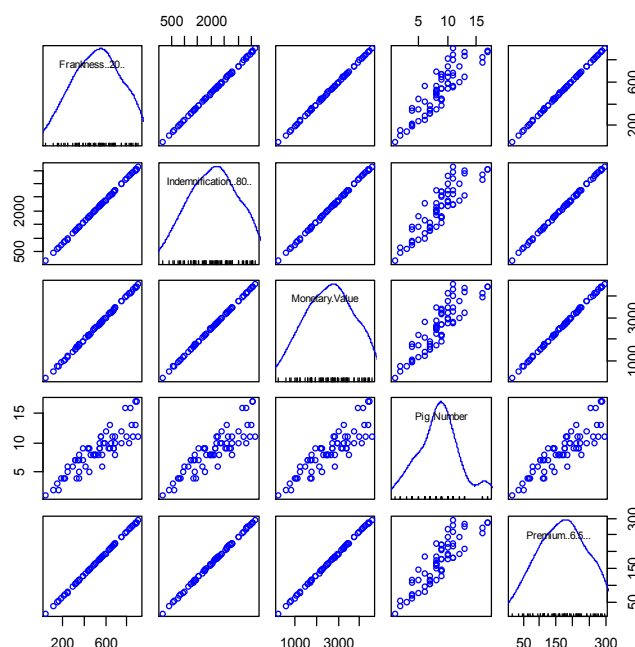 500 2000
5 10 15
Frankness..20..
200 600
500 2000
Indemnification..80..
Monetary.Value
1000 3000
5 10 15
Pig.Number
Premium..6.5...
50 150 300
200 600
1000 3000
50 150 300